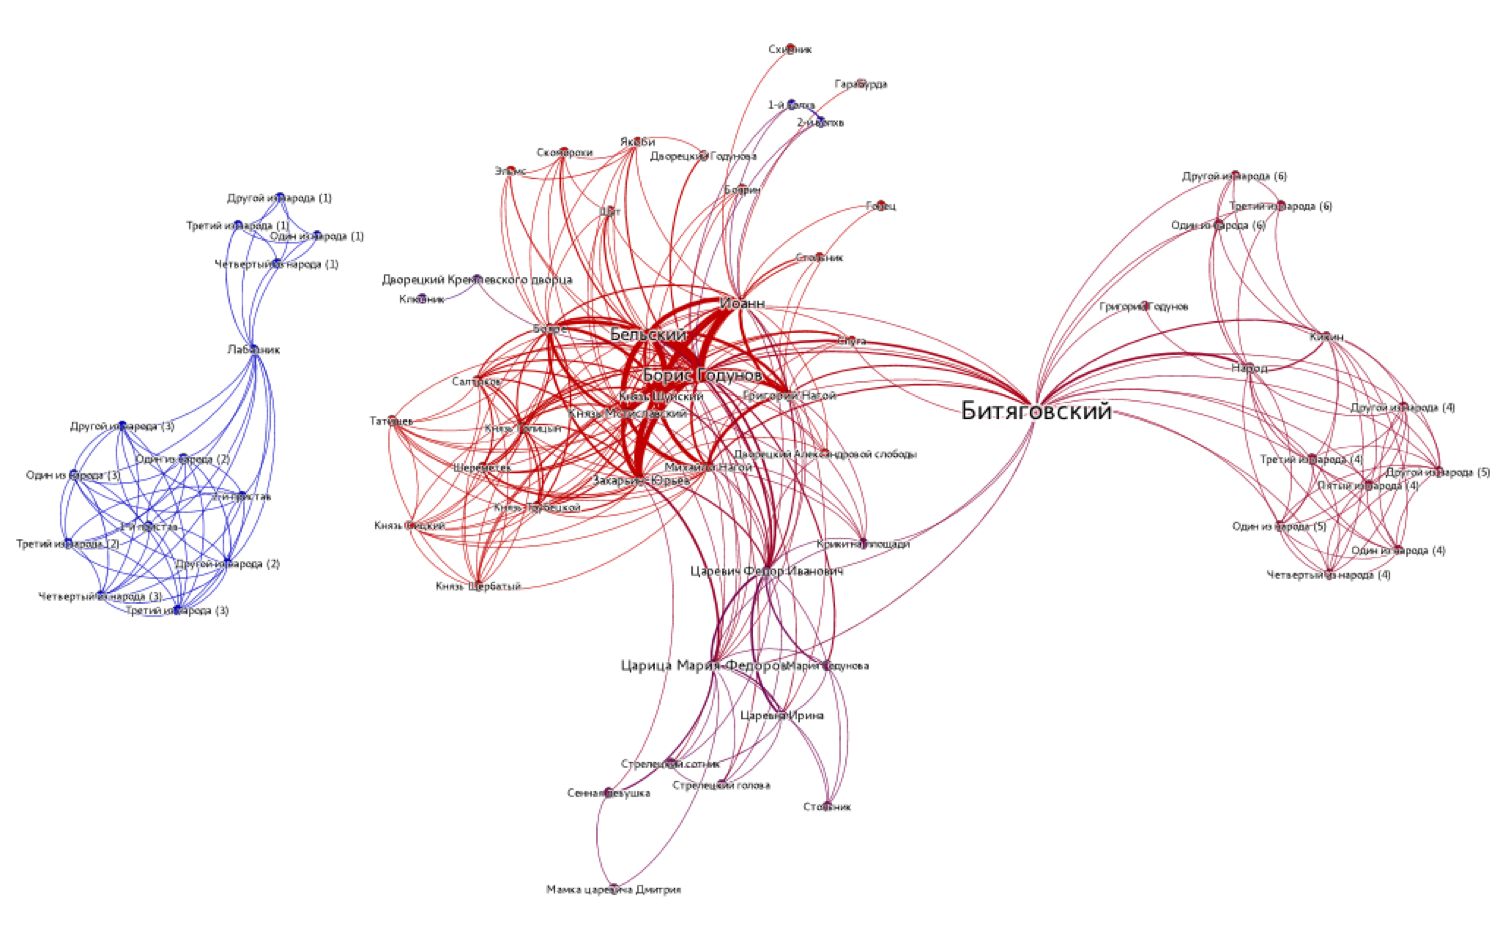 Схимник
Гарабурда
1-й волхв
2-й волхв
Якоби
Скоморохи
Дворецкий Годунова
Эльмс
Боярин
Гонец
Шут
Стольник
Дворецкий Кремлевского дворца
Ключник
Иоанн
Бояре
Бельский
Слуга
Борис Годунов
Салтыков
Князь Шуйский
Григорий Нагой
Князь Мстиславский
Татищев
Князь Голицын
Дворецкий Александровой слободы
Шереметев
Михайло Нагой
Захарьин-Юрьев
Князь Трубецкой
Князь Сицкий
Крики на площади
Царевич Федор Иванович
Князь Щербатый
Царица Мария Федоровна
Мария Годунова
Царевна Ирина
Стрелецкий сотник
Стрелецкий голова
Сенная девушка
Стольник
Мамка царевича Дмитрия
Другой из народа (1)
Третий из народа (1)
Один из народа (1)
Четвертый из народа (1)
Лабазник
Другой из народа (3)
Один из народа (2)
Один из народа (3)
2-й пристав
1-й пристав
Третий из народа (2)
Другой из народа (2)
Четвертый из народа (3)
Третий из народа (3)
Другой из народа (6)
Третий из народа (6)
Один из народа (6)
Григорий Годунов
Кикин
Народ
Битяговский
Другой из народа (4)
Третий из народа (4)
Другой из народа (5)
Пятый из народа (4)
Один из народа (5)
Один из народа (4)
Четвертый из народа (4)